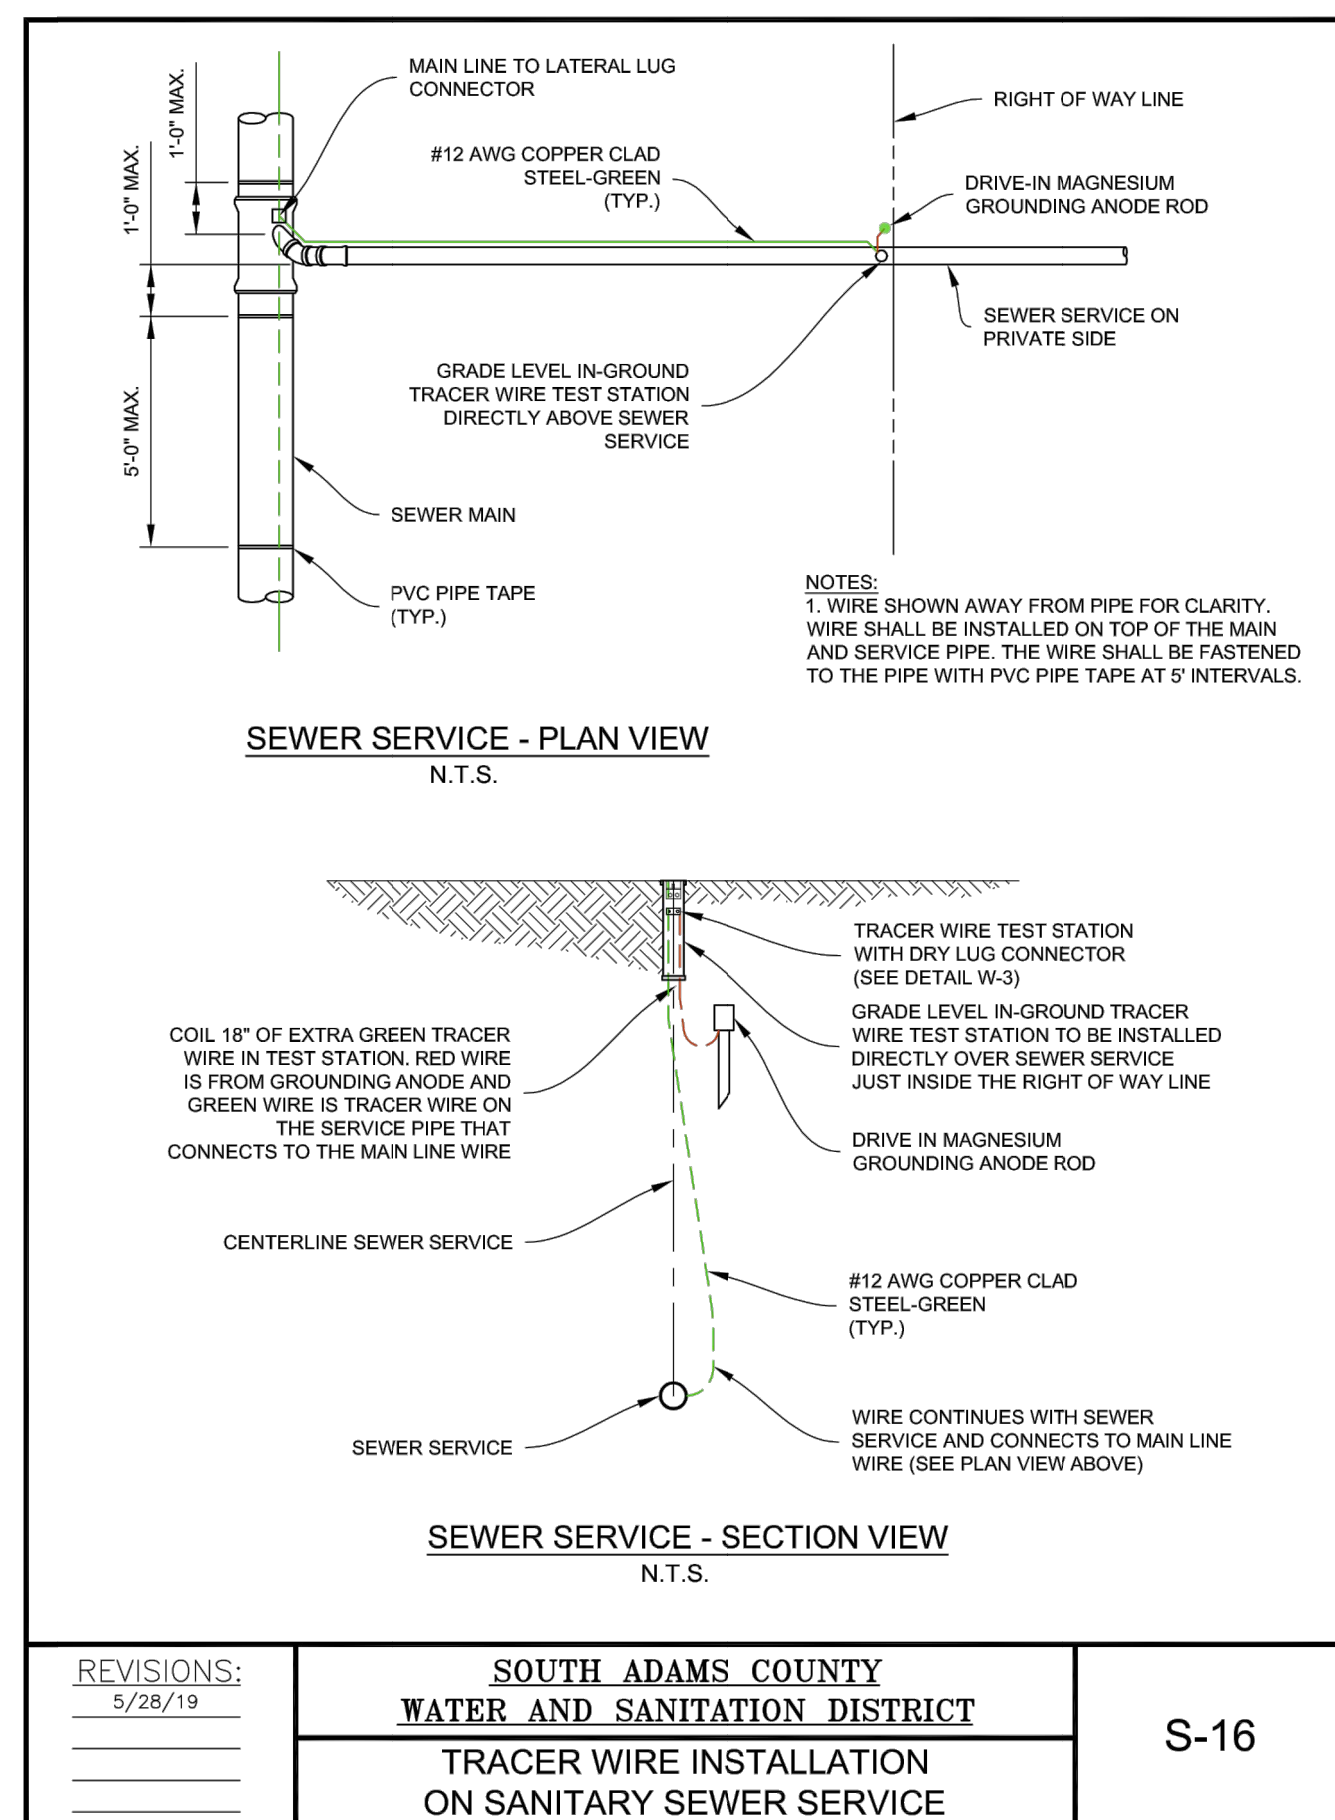 MAIN LINE TO LATERAL LUG
CONNECTOR
1'-0" MAX.
1'-0" MAX.
5'-0" MAX.
#12 AWG COPPER CLAD
STEEL-GREEN
(TYP.)
RIGHT OF WAY LINE
DRIVE-IN MAGNESIUM
GROUNDING ANODE ROD
SEWER SERVICE ON
PRIVATE SIDE
GRADE LEVEL IN-GROUND
TRACER WIRE TEST STATION
DIRECTLY ABOVE SEWER
SERVICE
SEWER MAIN
PVC PIPE TAPE
(TYP.)
NOTES:
1. WIRE SHOWN AWAY FROM PIPE FOR CLARITY.
WIRE SHALL BE INSTALLED ON TOP OF THE MAIN
AND SERVICE PIPE. THE WIRE SHALL BE FASTENED
TO THE PIPE WITH PVC PIPE TAPE AT 5' INTERVALS.
SEWER SERVICE - PLAN VIEW
N.T.S.
TRACER WIRE TEST STATION
WITH DRY LUG CONNECTOR
(SEE DETAIL W-3)
GRADE LEVEL IN-GROUND TRACER
WIRE TEST STATION TO BE INSTALLED
DIRECTLY OVER SEWER SERVICE
JUST INSIDE THE RIGHT OF WAY LINE
COIL 18" OF EXTRA GREEN TRACER
WIRE IN TEST STATION. RED WIRE
IS FROM GROUNDING ANODE AND
GREEN WIRE IS TRACER WIRE ON
THE SERVICE PIPE THAT
CONNECTS TO THE MAIN LINE WIRE
DRIVE IN MAGNESIUM
GROUNDING ANODE ROD
CENTERLINE SEWER SERVICE
#12 AWG COPPER CLAD
STEEL-GREEN
(TYP.)
SEWER SERVICE
WIRE CONTINUES WITH SEWER
SERVICE AND CONNECTS TO MAIN LINE
WIRE (SEE PLAN VIEW ABOVE)
SEWER SERVICE - SECTION VIEW
N.T.S.
REVISIONS:
5/28/19
SOUTH ADAMS COUNTY
WATER AND SANITATION DISTRICT
TRACER WIRE INSTALLATION
ON SANITARY SEWER SERVICE
S-16